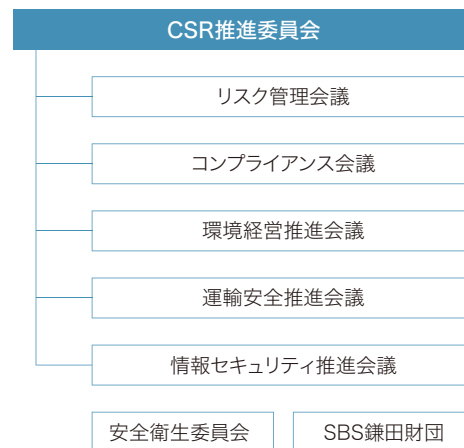 CSR推進委員会
リスク管理会議
コンプライアンス会議
環境経営推進会議
運輸安全推進会議
情報セキュリティ推進会議
安全衛生委員会
SBS鎌田財団